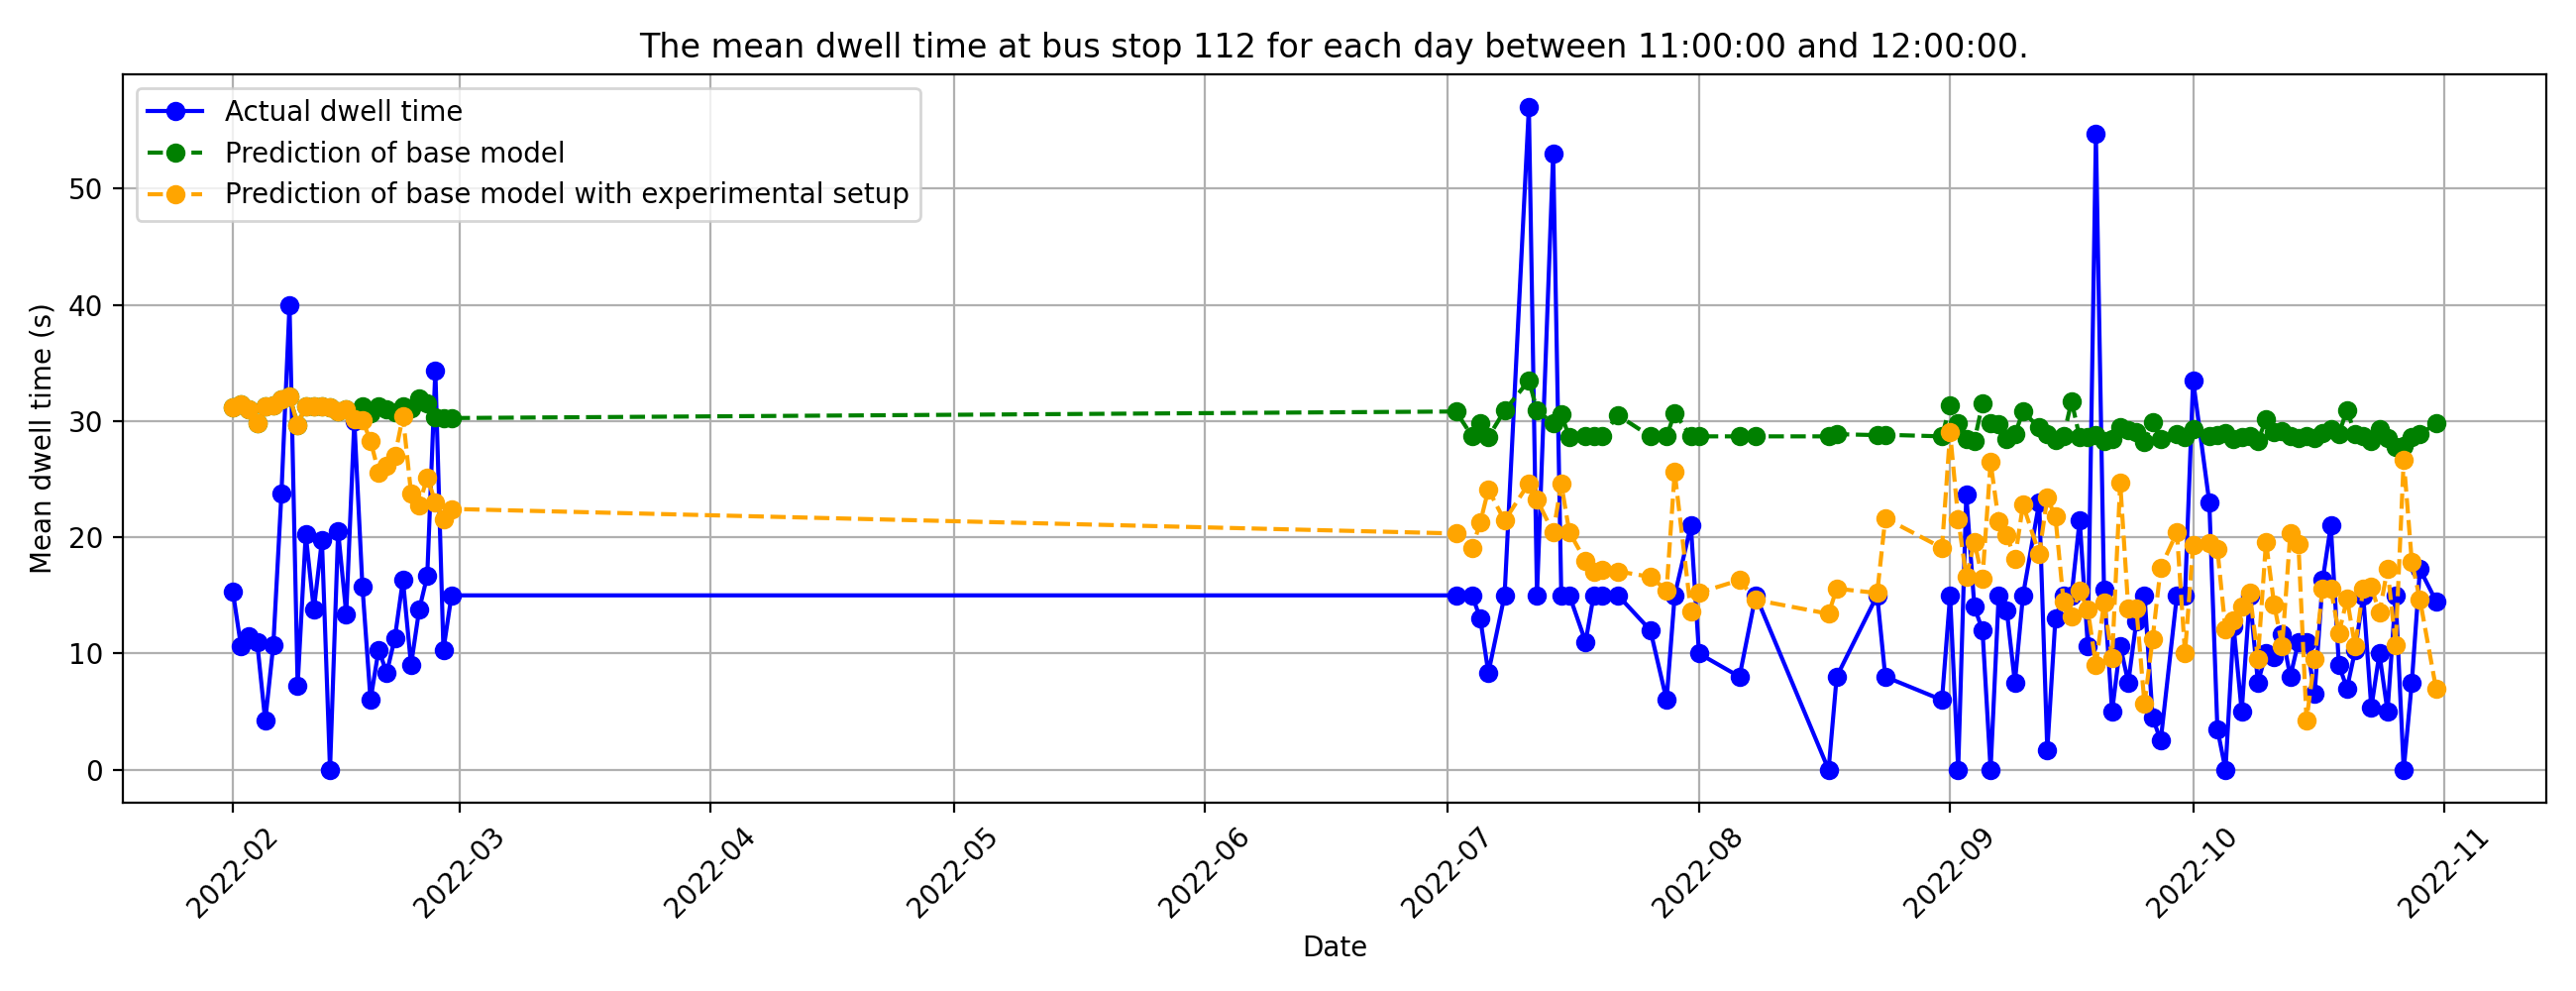 The mean dwell time at bus stop 112 for each day between 11:00:00 and 12:00:00.
Actual dwell time
Prediction of base model
Prediction of base model with experimental setup
Mean dwell time (s)
50
40
30
20
10
0
2022-02
2022-03
2022-04
2022-05
2022-06
2022-07
2022-08
2022-09
2022-10
2022-11
Date